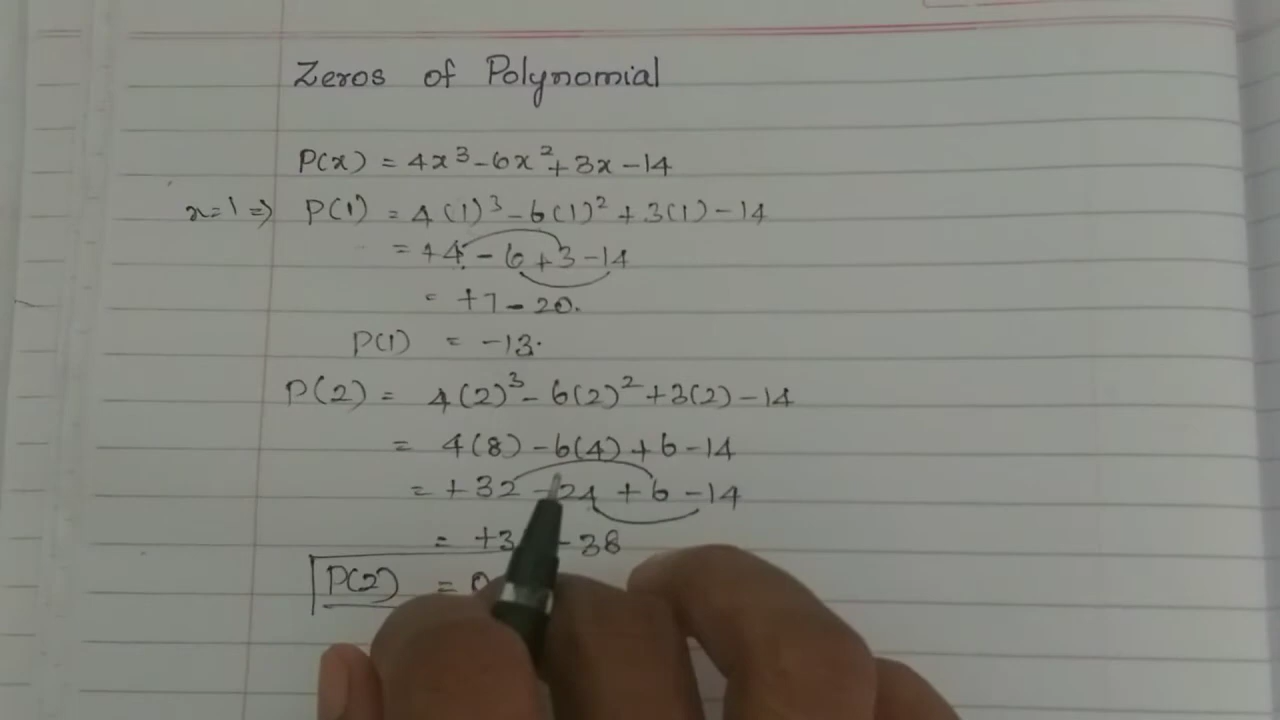 Zeros of Polynomial
P(x) = 4x³ - 6x² + 3x - 14
x=1 ⇒ P(1) = 4(1)³ - 6(1)² + 3(1) - 14
= +4 - 6 + 3 - 14
= +7 - 20.
P(1) = -13.
P(2) = 4(2)³ - 6(2)² + 3(2) - 14
= 4(8) - 6(4) + 6 - 14
= +32 - 24 + 6 - 14
= +3 - 38
P(2) = 0